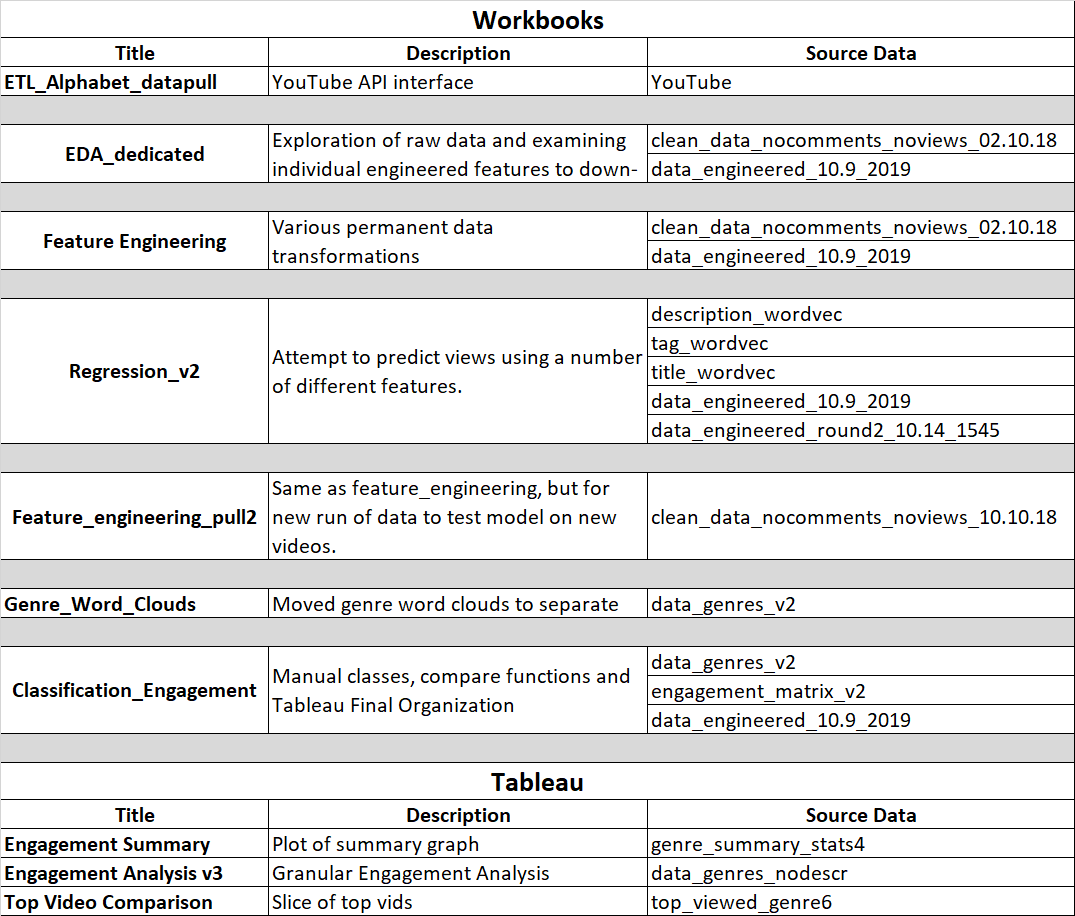 Workbooks
Title Description Source Data
ETL_Alphabet_datapull YouTube API interface YouTube
EDA_dedicated
Exploration of raw data and examining
individual engineered features to down-
clean_data_nocomments_noviews_02.10.18
data_engineered_10.9_2019
Feature Engineering
Various permanent data
transformations
clean_data_nocomments_noviews_02.10.18
data_engineered_10.9_2019
Regression_v2
Attempt to predict views using a number
of different features.
description_wordvec
tag_wordvec
title_wordvec
data_engineered_10.9_2019
data_engineered_round2_10.14_1545
Feature_engineering_pull2
Same as feature_engineering, but for
new run of data to test model on new
videos.
clean_data_nocomments_noviews_10.10.18
Genre_Word_Clouds Moved genre word clouds to separate data_genres_v2
Classification_Engagement
Manual classes, compare functions and
Tableau Final Organization
data_genres_v2
engagement_matrix_v2
data_engineered_10.9_2019
Tableau
Title Description Source Data
Engagement Summary Plot of summary graph genre_summary_stats4
Engagement Analysis v3 Granular Engagement Analysis data_genres_nodescr
Top Video Comparison Slice of top vids top_viewed_genre6